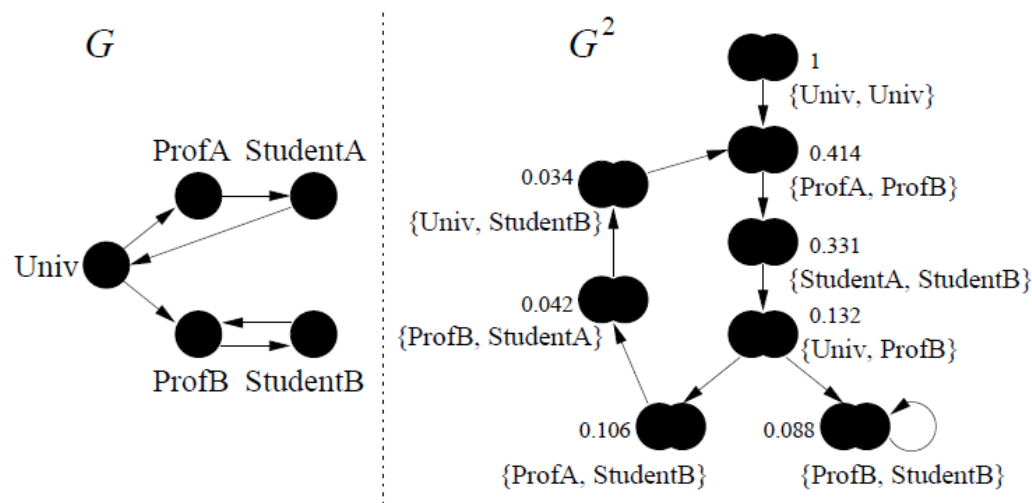 G
ProfA StudentA
Univ
ProfB StudentB
G²
1
{Univ, Univ}
0.414
{ProfA, ProfB}
0.034
{Univ, StudentB}
0.331
{StudentA, StudentB}
0.042
{ProfB, StudentA}
0.132
{Univ, ProfB}
0.106
{ProfA, StudentB}
0.088
{ProfB, StudentB}